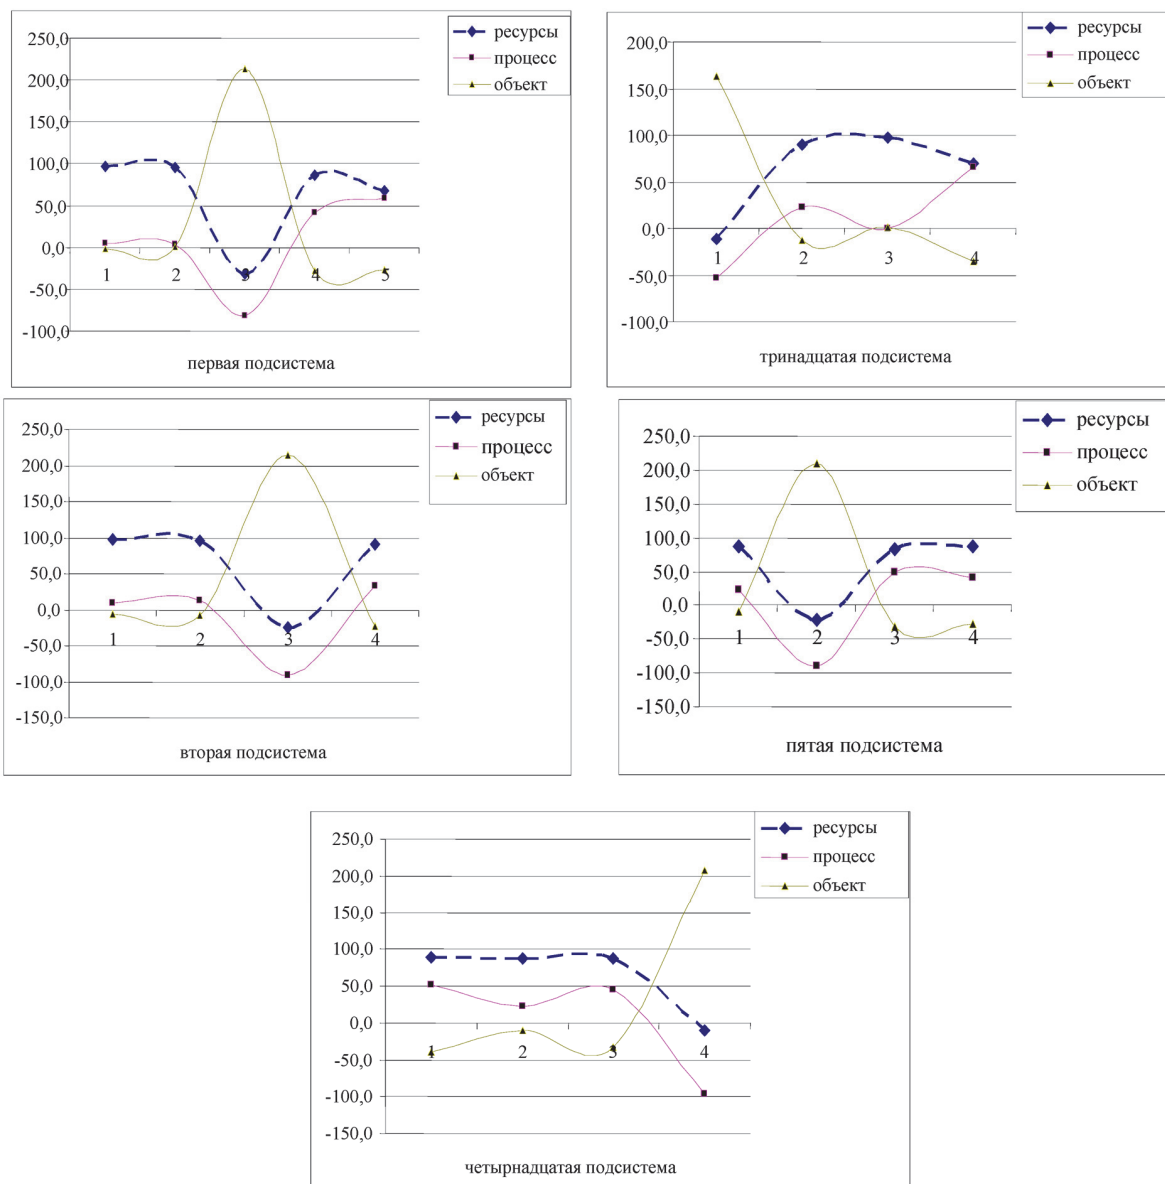 250,0
200,0
150,0
100,0
50,0
0,0
-50,0
-100,0
1 2 3 4 5
ресурсы
процесс
объект
первая подсистема
200,0
150,0
100,0
50,0
0,0
-50,0
-100,0
1 2 3 4
ресурсы
процесс
объект
тринадцатая подсистема
250,0
200,0
150,0
100,0
50,0
0,0
-50,0
-100,0
-150,0
1 2 3 4
ресурсы
процесс
объект
вторая подсистема
250,0
200,0
150,0
100,0
50,0
0,0
-50,0
-100,0
-150,0
1 2 3 4
ресурсы
процесс
объект
пятая подсистема
250,0
200,0
150,0
100,0
50,0
0,0
-50,0
-100,0
-150,0
1 2 3 4
ресурсы
процесс
объект
четырнадцатая подсистема